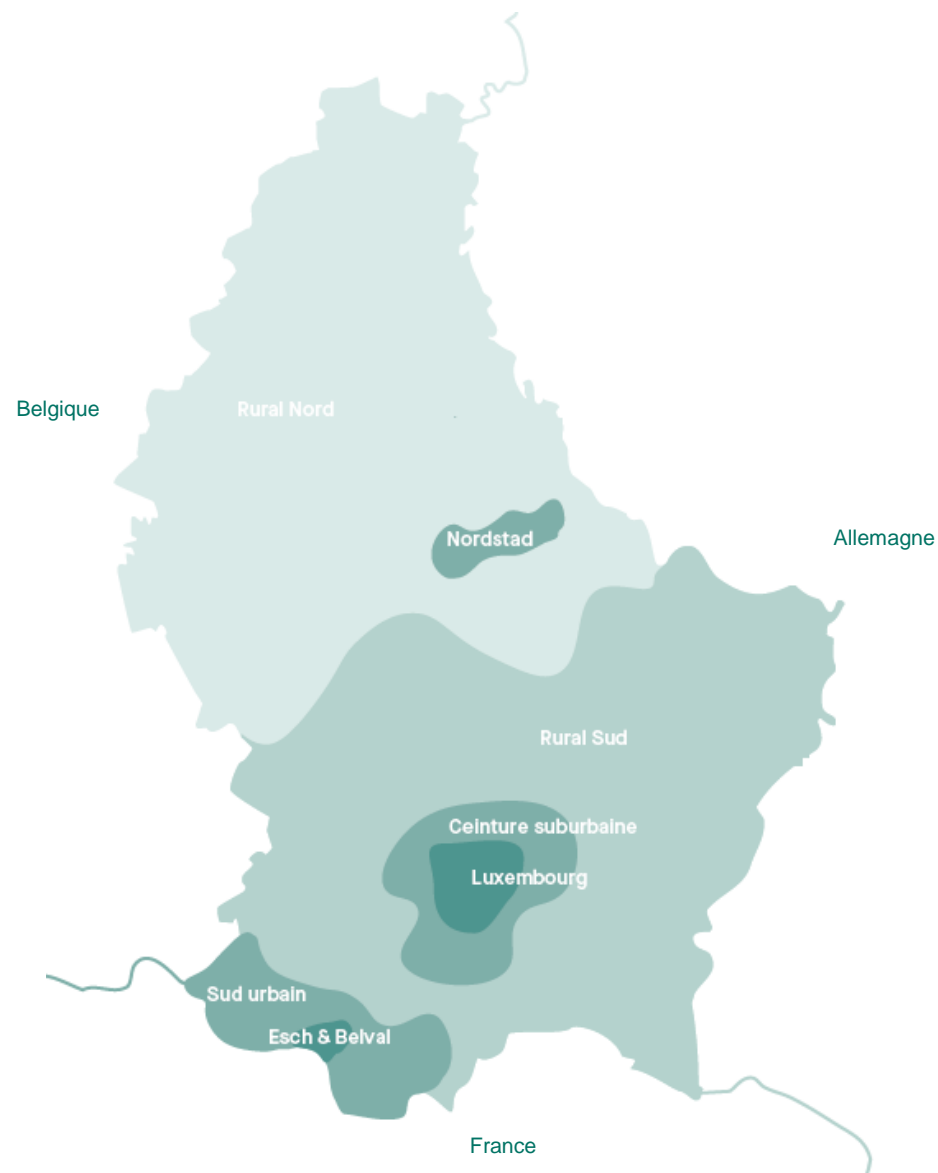 Belgique
Rural Nord
Nordstad
Allemagne
Rural Sud
Ceinture suburbaine
Luxembourg
Sud urbain
Esch & Belval
France